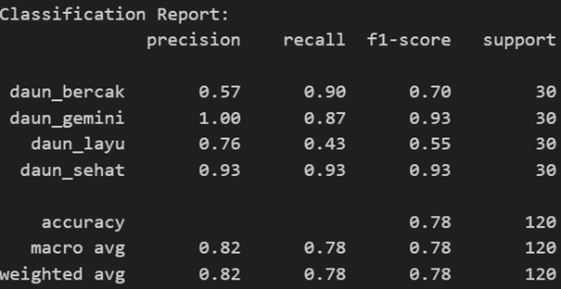 Classification Report:
precision recall f1-score support
daun_bercak 0.57 0.90 0.70 30
daun_gemini 1.00 0.87 0.93 30
daun_layu 0.76 0.43 0.55 30
daun_sehat 0.93 0.93 0.93 30
accuracy 0.78 120
macro avg 0.82 0.78 0.78 120
weighted avg 0.82 0.78 0.78 120